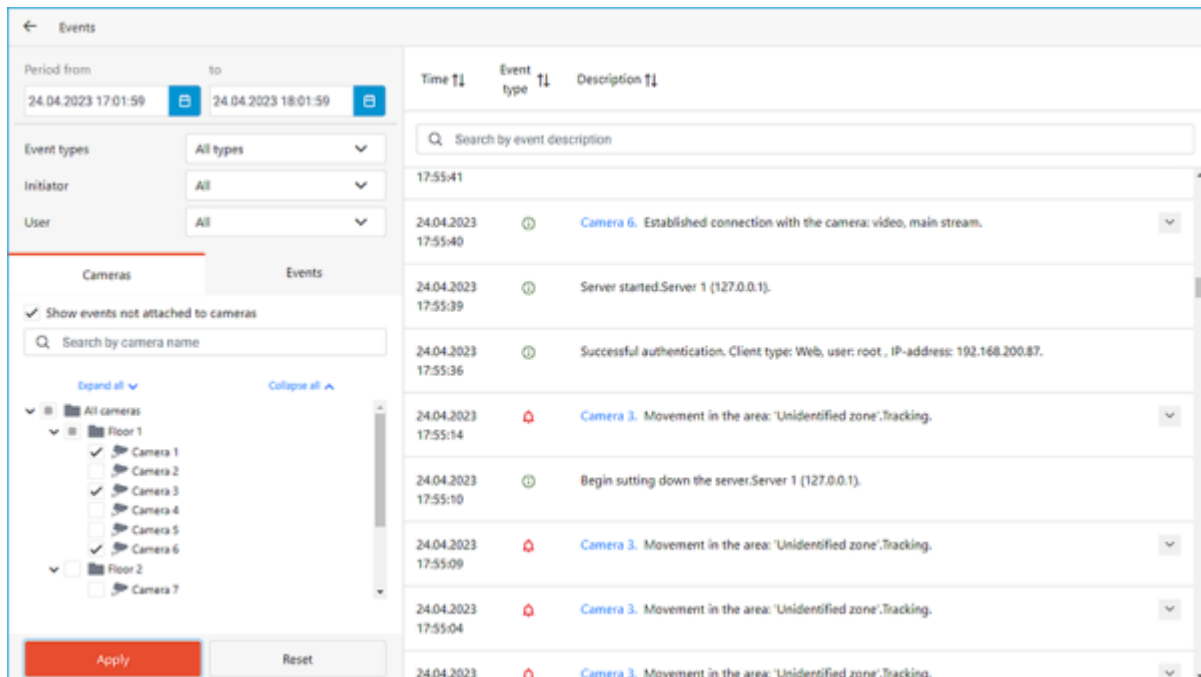 Events
Period from
to
24.04.2023 17:01:59
24.04.2023 18:01:59
Event types
All types
Initiator
All
User
All
Cameras
Events
Show events not attached to cameras
Search by camera name
Expand all
Collapse all
All cameras
Floor 1
Camera 1
Camera 2
Camera 3
Camera 4
Camera 5
Camera 6
Floor 2
Camera 7
Apply
Reset
Time
Event type
Description
Search by event description
17:55:41
24.04.2023
Camera 6. Established connection with the camera: video, main stream.
17:55:40
24.04.2023
Server started.Server 1 (127.0.0.1).
17:55:39
24.04.2023
Successful authentication. Client type: Web, user: root , IP-address: 192.168.200.87.
17:55:36
24.04.2023
Camera 3. Movement in the area: 'Unidentified zone'.Tracking.
17:55:14
24.04.2023
Begin sutting down the server.Server 1 (127.0.0.1).
17:55:10
24.04.2023
Camera 3. Movement in the area: 'Unidentified zone'.Tracking.
17:55:09
24.04.2023
Camera 3. Movement in the area: 'Unidentified zone'.Tracking.
17:55:04
24.04.2023
Camera 3. Movement in the area: 'Unidentified zone'.Tracking.